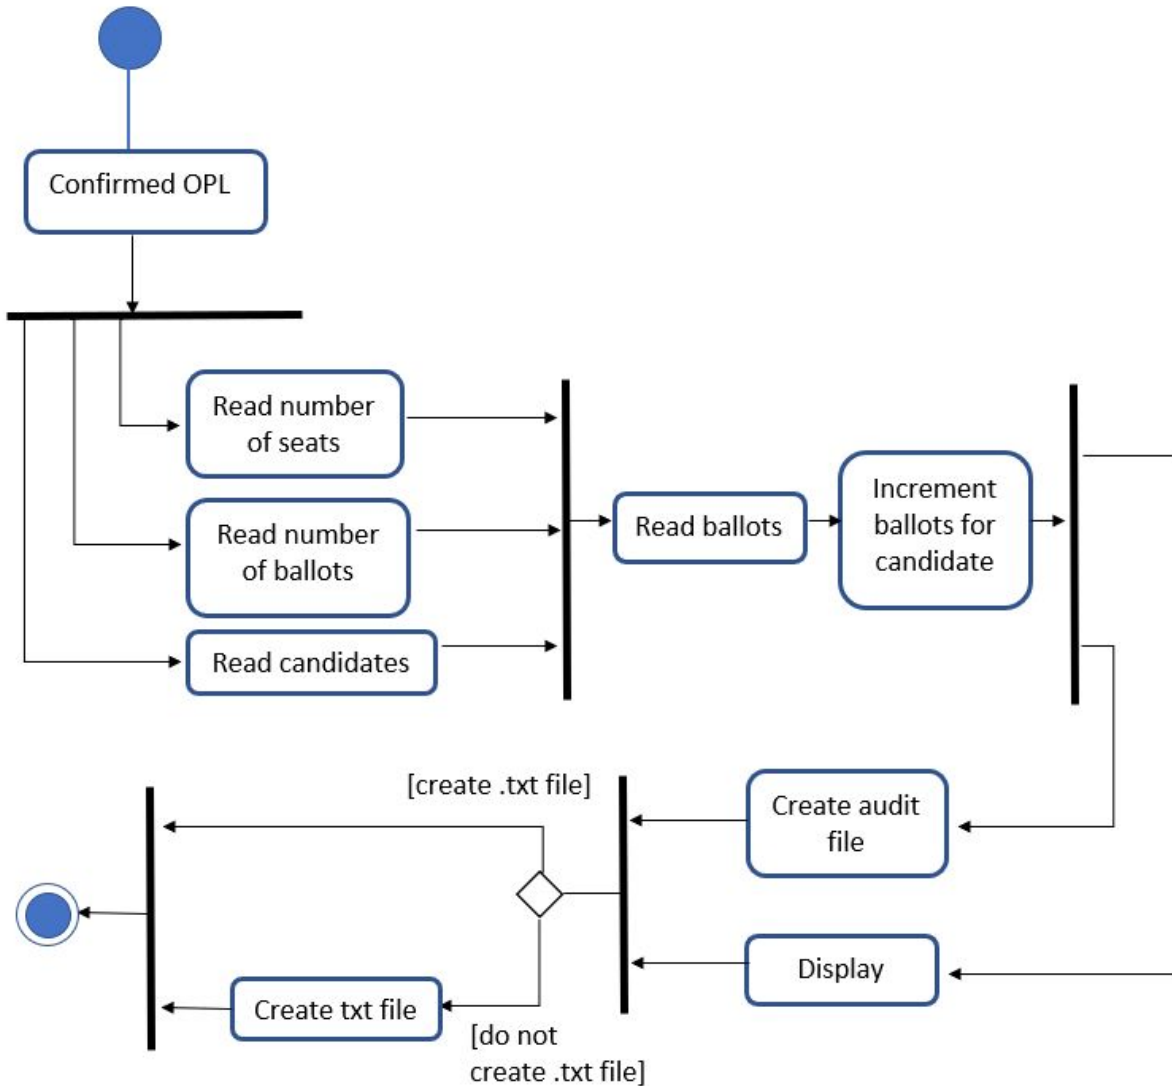 Confirmed OPL
Read number
of seats
Read number
of ballots
Read candidates
Read ballots
Increment
ballots for
candidate
[create .txt file]
Create audit
file
Display
Create txt file
[do not
create .txt file]